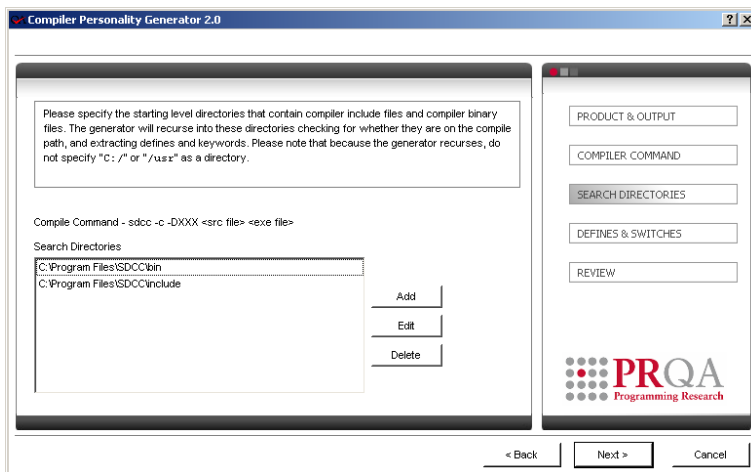 Compiler Personality Generator 2.0
Please specify the starting level directories that contain compiler include files and compiler binary
files. The generator will recurse into these directories checking for whether they are on the compile
path, and extracting defines and keywords. Please note that because the generator recurses, do
not specify "C:/" or "/usr" as a directory.
Compile Command - sdcc -c -DXXX <src file> <exe file>
Search Directories
C:\Program Files\SDCC\bin
C:\Program Files\SDCC\include
Add
Edit
Delete
PRODUCT & OUTPUT
COMPILER COMMAND
SEARCH DIRECTORIES
DEFINES & SWITCHES
REVIEW
PRQA
Programming Research
< Back
Next >
Cancel